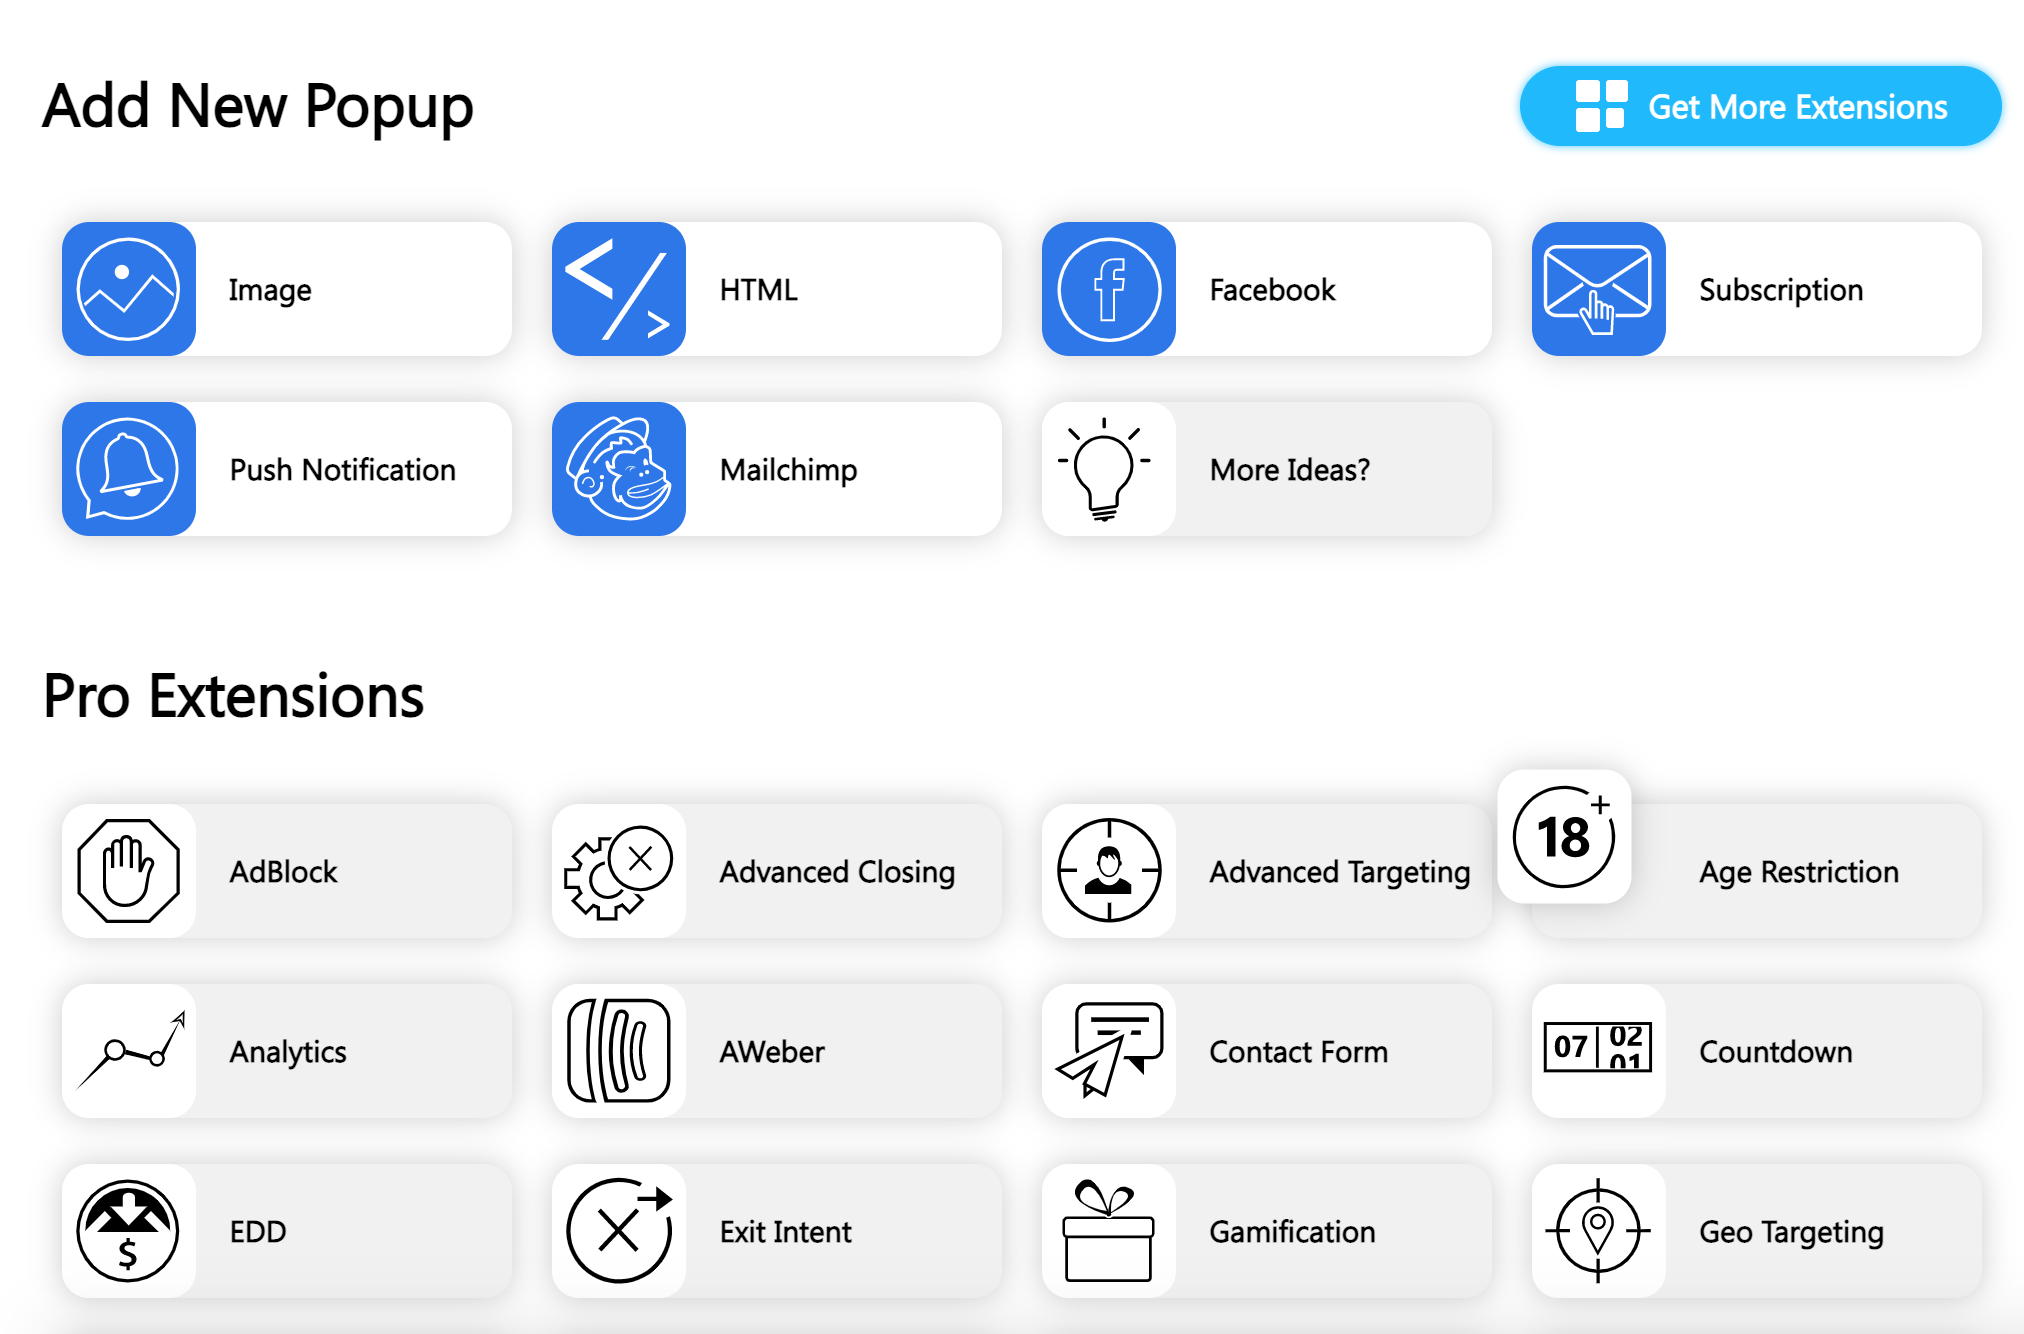 Add New Popup
Get More Extensions
Image
HTML
Facebook
Subscription
Push Notification
Mailchimp
More Ideas?
Pro Extensions
AdBlock
Advanced Closing
Advanced Targeting
18+
Age Restriction
Analytics
AWeber
Contact Form
07 02
01
Countdown
$
EDD
Exit Intent
Gamification
Geo Targeting